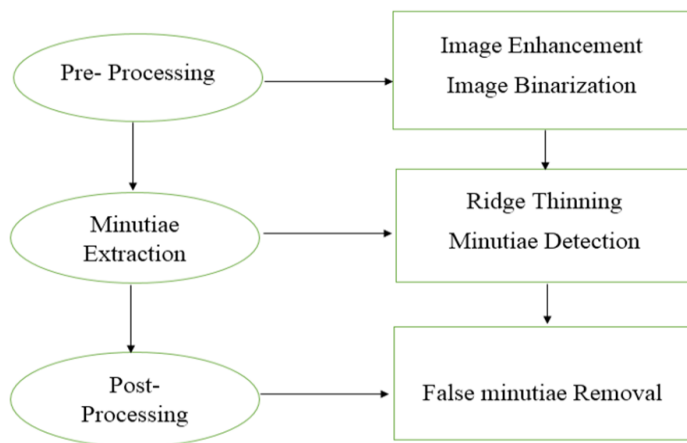 Pre- Processing
Image Enhancement
Image Binarization
Minutiae
Extraction
Ridge Thinning
Minutiae Detection
Post-
Processing
False minutiae Removal